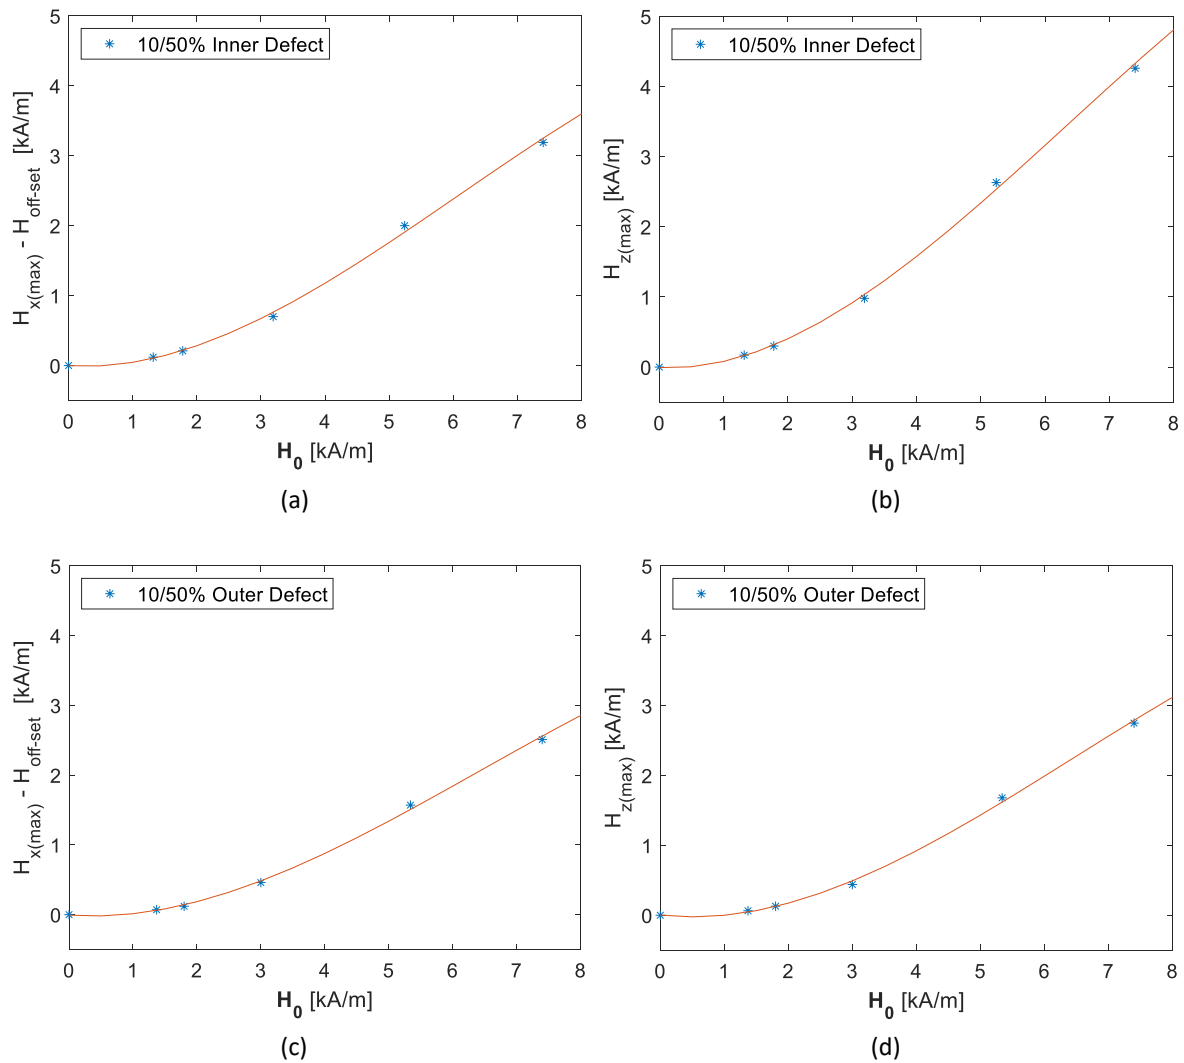 10/50% Inner Defect
5
4
3
2
1
0
H_x(max) - H_off-set [kA/m]
0 1 2 3 4 5 6 7 8
H_0 [kA/m]
(a)
10/50% Inner Defect
5
4
3
2
1
0
H_z(max) [kA/m]
0 1 2 3 4 5 6 7 8
H_0 [kA/m]
(b)
10/50% Outer Defect
5
4
3
2
1
0
H_x(max) - H_off-set [kA/m]
0 1 2 3 4 5 6 7 8
H_0 [kA/m]
(c)
10/50% Outer Defect
5
4
3
2
1
0
H_z(max) [kA/m]
0 1 2 3 4 5 6 7 8
H_0 [kA/m]
(d)